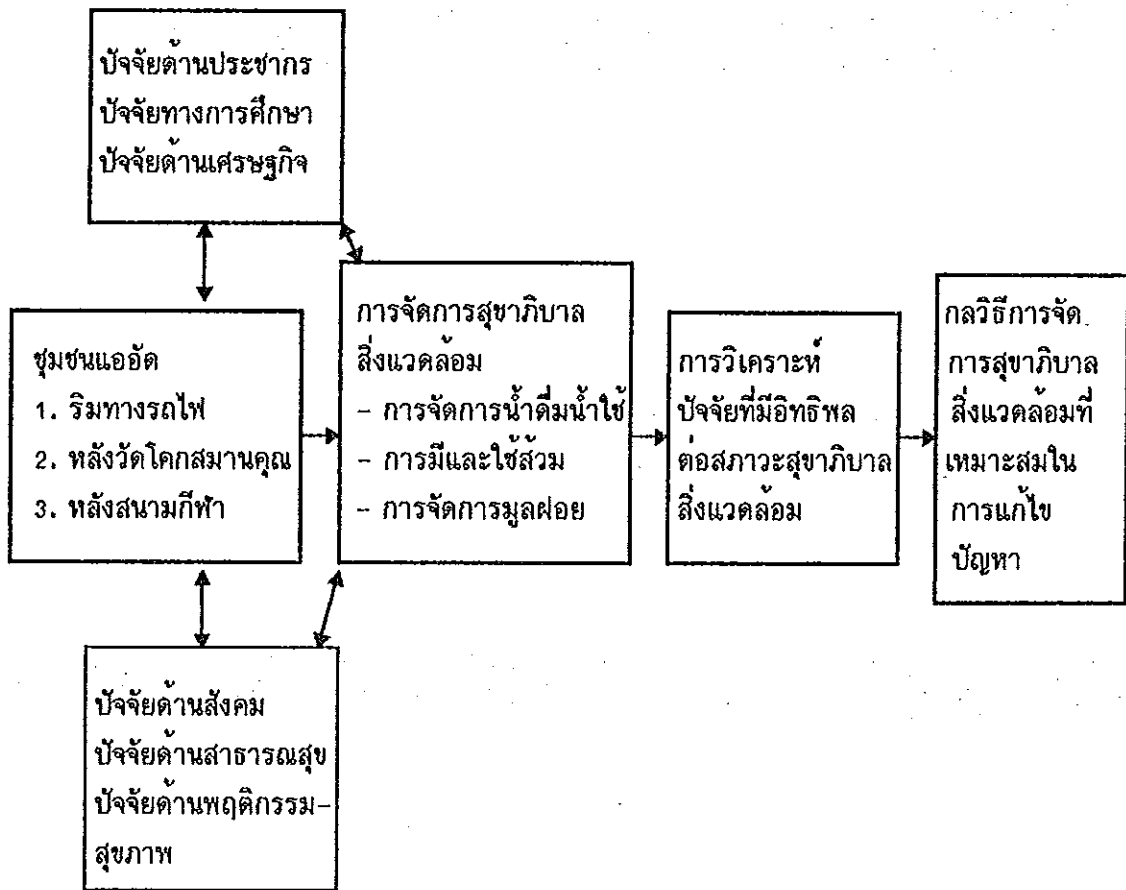 ปัจจัยด้านประชากร
ปัจจัยทางการศึกษา
ปัจจัยด้านเศรษฐกิจ
ชุมชนแออัด
1. ริมทางรถไฟ
2. หลังวัดโคกสมานคุณ
3. หลังสนามกีฬา
การจัดการสุขาภิบาล
สิ่งแวดล้อม
- การจัดการน้ำดื่มน้ำใช้
- การมีและใช้ส้วม
- การจัดการมูลฝอย
การวิเคราะห์
ปัจจัยที่มีอิทธิพล
ต่อสภาวะสุขาภิบาล
สิ่งแวดล้อม
กลวิธีการจัด
การสุขาภิบาล
สิ่งแวดล้อมที่
เหมาะสมใน
การแก้ไข
ปัญหา
ปัจจัยด้านสังคม
ปัจจัยด้านสาธารณสุข
ปัจจัยด้านพฤติกรรม-
สุขภาพ